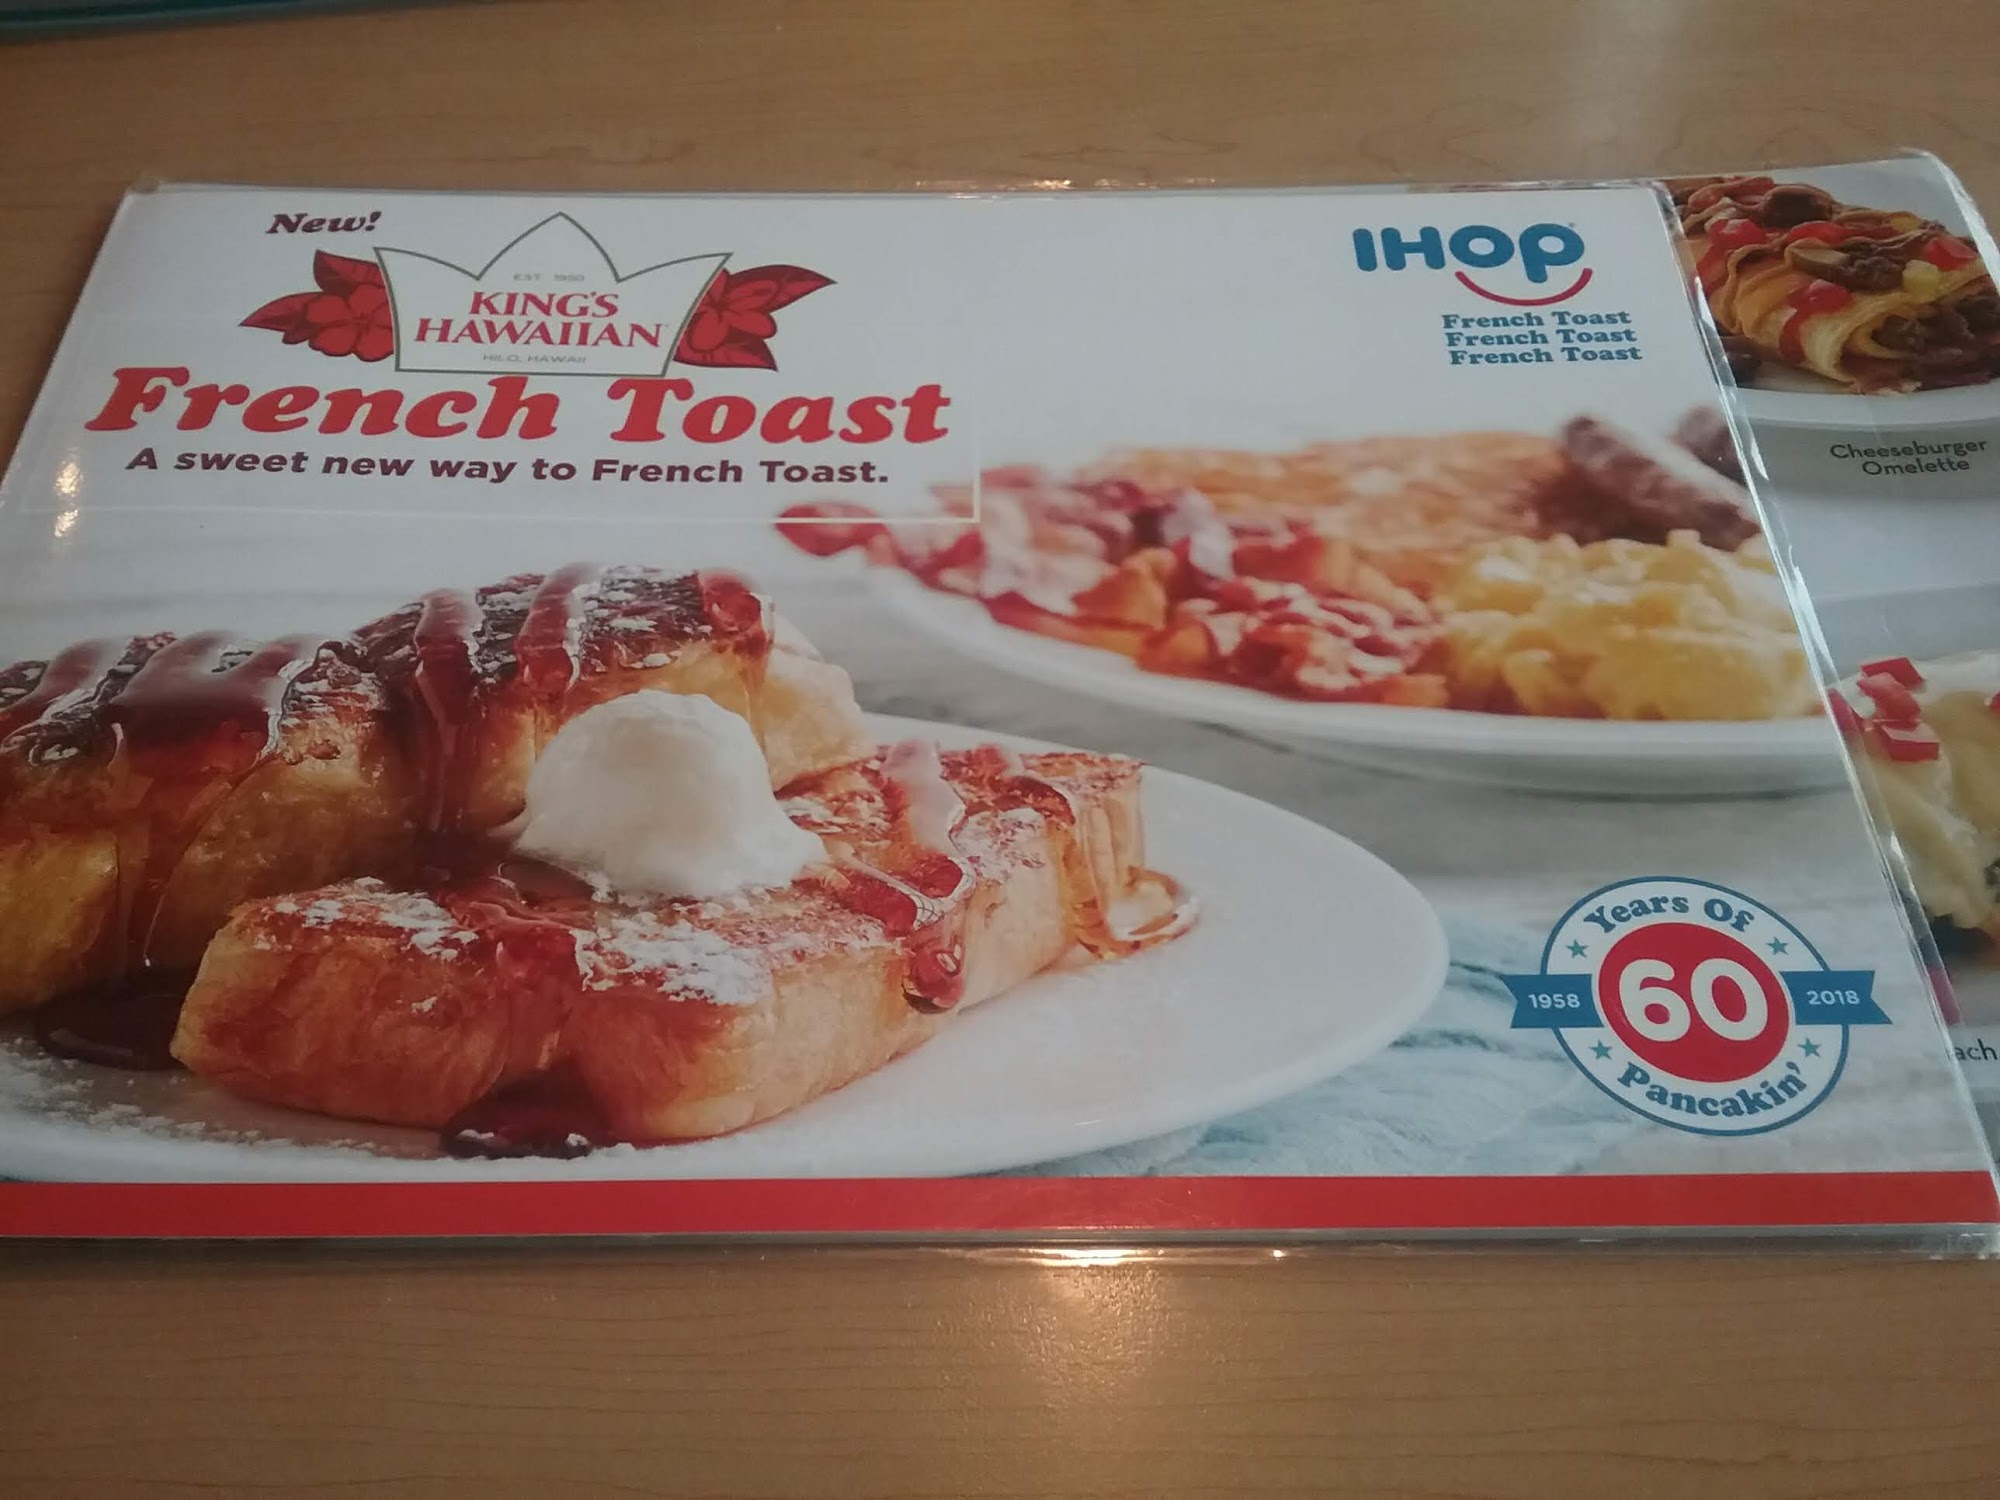 New!
EST 1950
KING'S
HAWAIIAN
HILO, HAWAII
French Toast
A sweet new way to French Toast.
IHOP
French Toast
French Toast
French Toast
Cheeseburger
Omelette
Years Of
1958 60 2018
Pancakin'